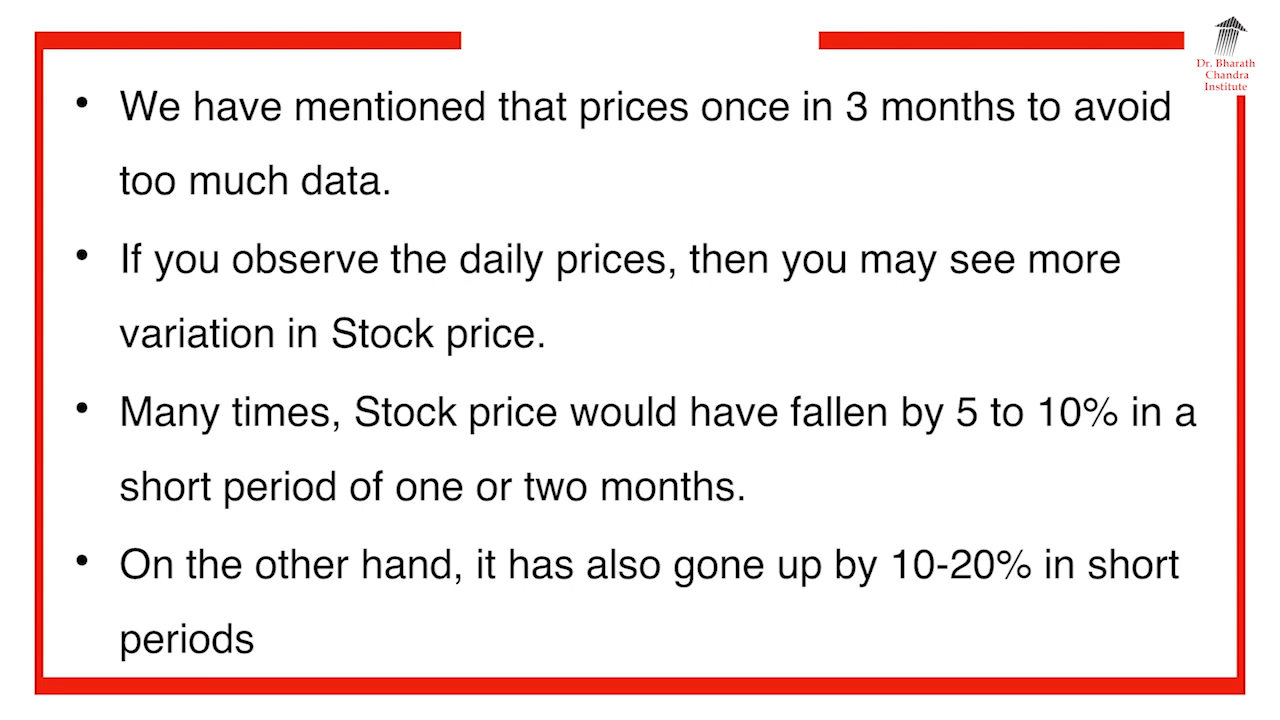 Dr. Bharath
Chandra
Institute
• We have mentioned that prices once in 3 months to avoid
too much data.
• If you observe the daily prices, then you may see more
variation in Stock price.
• Many times, Stock price would have fallen by 5 to 10% in a
short period of one or two months.
• On the other hand, it has also gone up by 10-20% in short
periods